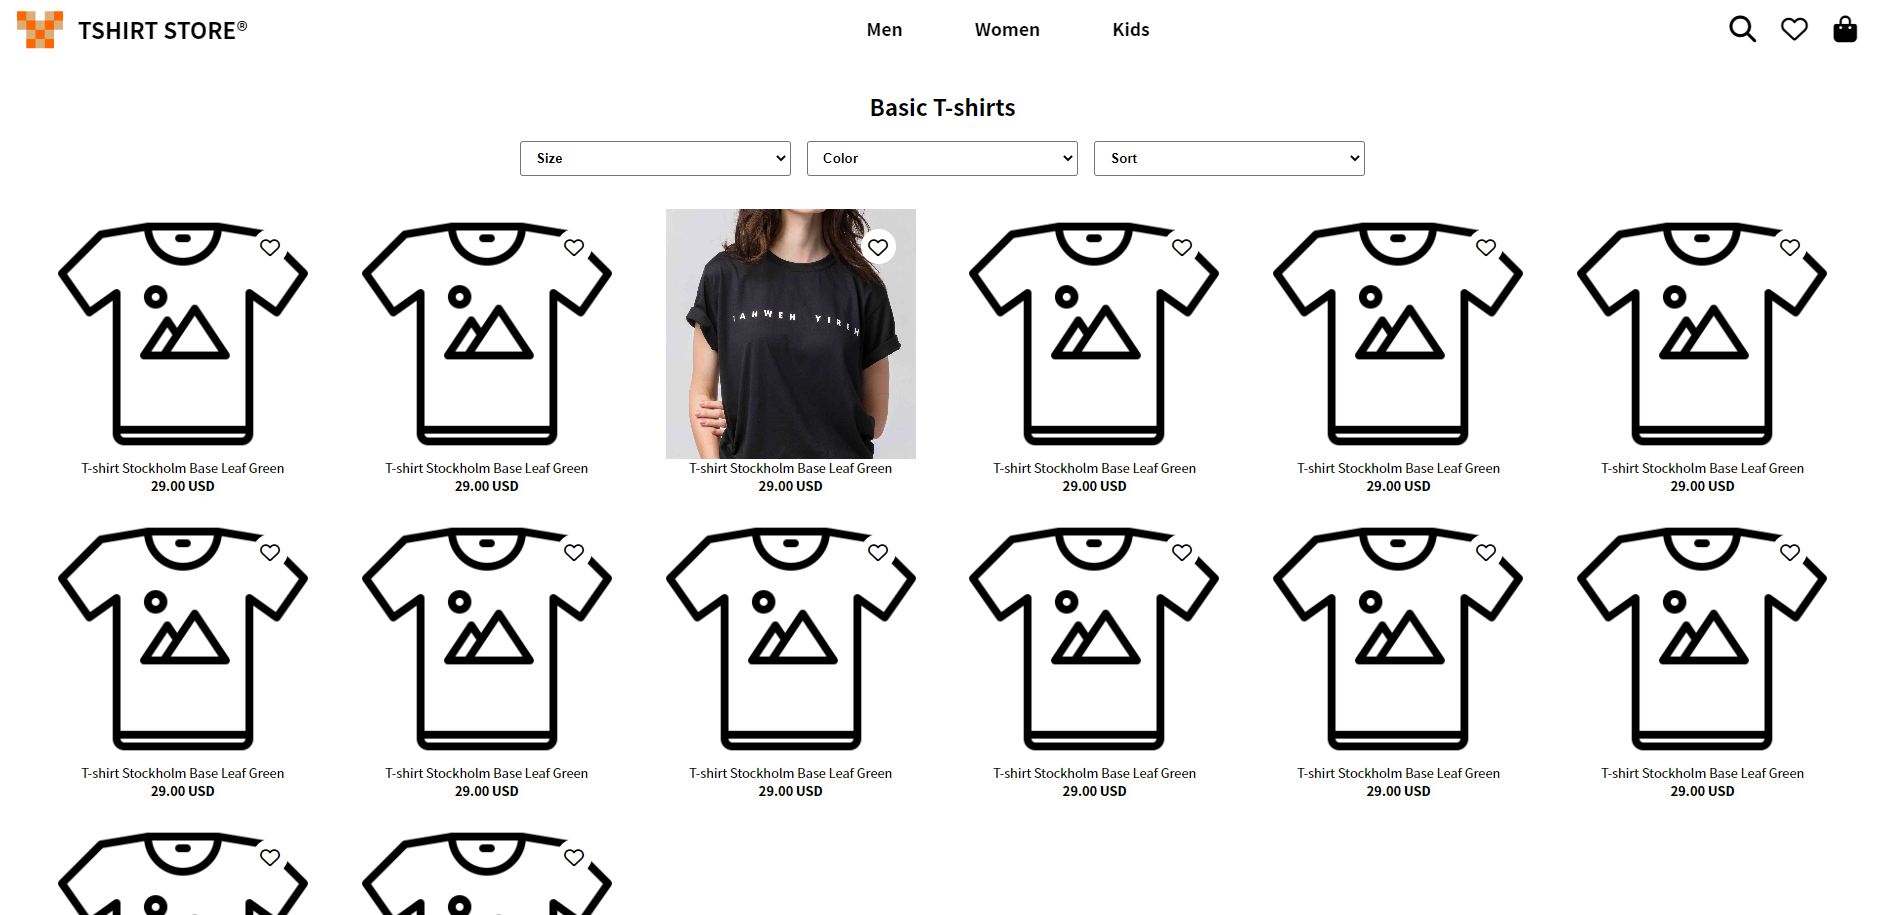 TSHIRT STORE®
Men Women Kids
Basic T-shirts
Size Color Sort
YAHWEH YIREH
T-shirt Stockholm Base Leaf Green T-shirt Stockholm Base Leaf Green T-shirt Stockholm Base Leaf Green T-shirt Stockholm Base Leaf Green T-shirt Stockholm Base Leaf Green T-shirt Stockholm Base Leaf Green
29.00 USD 29.00 USD 29.00 USD 29.00 USD 29.00 USD 29.00 USD
T-shirt Stockholm Base Leaf Green T-shirt Stockholm Base Leaf Green T-shirt Stockholm Base Leaf Green T-shirt Stockholm Base Leaf Green T-shirt Stockholm Base Leaf Green T-shirt Stockholm Base Leaf Green
29.00 USD 29.00 USD 29.00 USD 29.00 USD 29.00 USD 29.00 USD